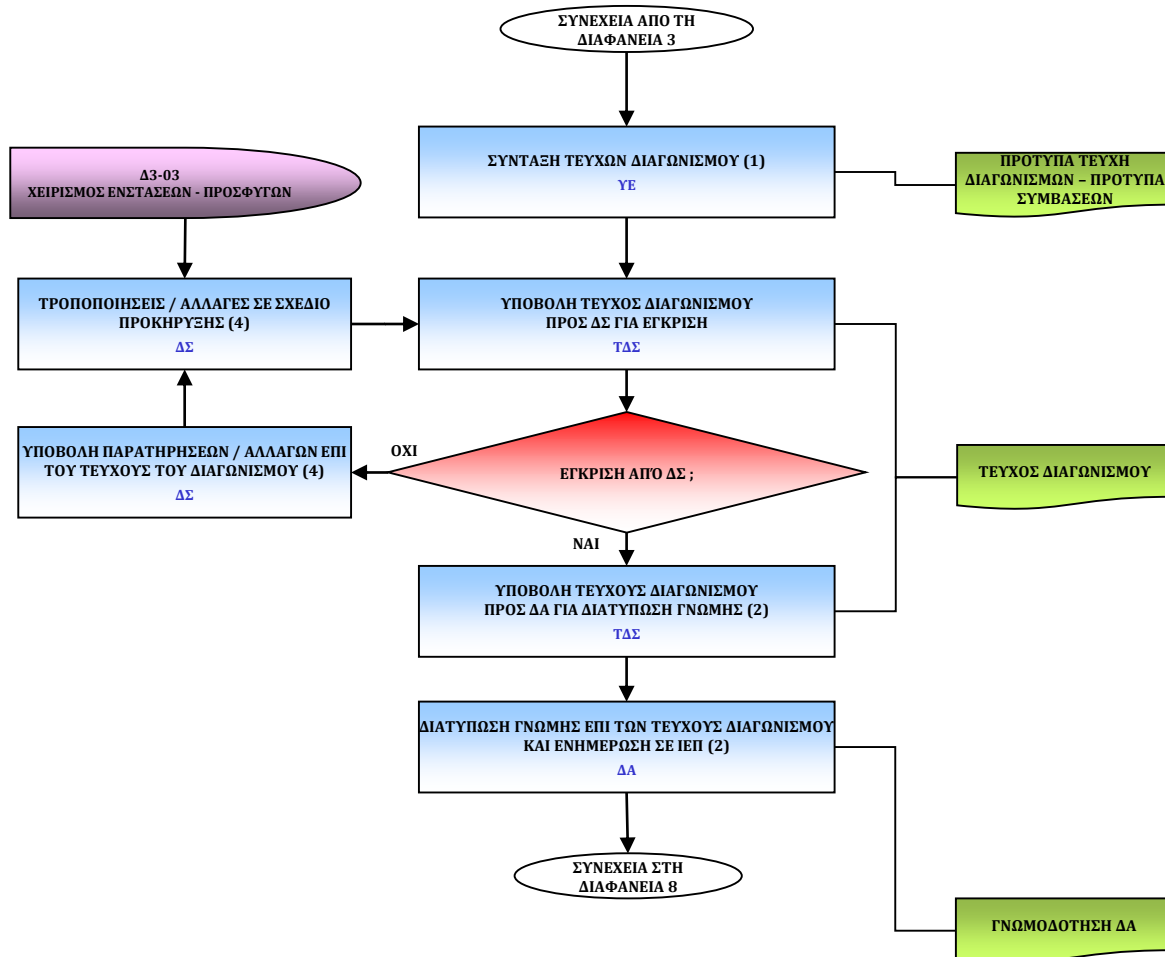 ΣΥΝΕΧΕΙΑ ΑΠΟ ΤΗ
ΔΙΑΦΑΝΕΙΑ 3
ΣΥΝΤΑΞΗ ΤΕΥΧΩΝ ΔΙΑΓΩΝΙΣΜΟΥ (1)
ΥΕ
ΠΡΟΤΥΠΑ ΤΕΥΧΗ
ΔΙΑΓΩΝΙΣΜΩΝ – ΠΡΟΤΥΠΑ
ΣΥΜΒΑΣΕΩΝ
Δ3-03
ΧΕΙΡΙΣΜΟΣ ΕΝΣΤΑΣΕΩΝ - ΠΡΟΣΦΥΓΩΝ
ΤΡΟΠΟΠΟΙΗΣΕΙΣ / ΑΛΛΑΓΕΣ ΣΕ ΣΧΕΔΙΟ
ΠΡΟΚΗΡΥΞΗΣ (4)
ΔΣ
ΥΠΟΒΟΛΗ ΤΕΥΧΟΣ ΔΙΑΓΩΝΙΣΜΟΥ
ΠΡΟΣ ΔΣ ΓΙΑ ΕΓΚΡΙΣΗ
ΤΔΣ
ΥΠΟΒΟΛΗ ΠΑΡΑΤΗΡΗΣΕΩΝ / ΑΛΛΑΓΩΝ ΕΠΙ
ΤΟΥ ΤΕΥΧΟΥΣ ΤΟΥ ΔΙΑΓΩΝΙΣΜΟΥ (4)
ΔΣ
ΟΧΙ
ΕΓΚΡΙΣΗ ΑΠΌ ΔΣ ;
ΤΕΥΧΟΣ ΔΙΑΓΩΝΙΣΜΟΥ
ΝΑΙ
ΥΠΟΒΟΛΗ ΤΕΥΧΟΥΣ ΔΙΑΓΩΝΙΣΜΟΥ
ΠΡΟΣ ΔΑ ΓΙΑ ΔΙΑΤΥΠΩΣΗ ΓΝΩΜΗΣ (2)
ΤΔΣ
ΔΙΑΤΥΠΩΣΗ ΓΝΩΜΗΣ ΕΠΙ ΤΩΝ ΤΕΥΧΟΥΣ ΔΙΑΓΩΝΙΣΜΟΥ
ΚΑΙ ΕΝΗΜΕΡΩΣΗ ΣΕ ΙΕΠ (2)
ΔΑ
ΣΥΝΕΧΕΙΑ ΣΤΗ
ΔΙΑΦΑΝΕΙΑ 8
ΓΝΩΜΟΔΟΤΗΣΗ ΔΑ